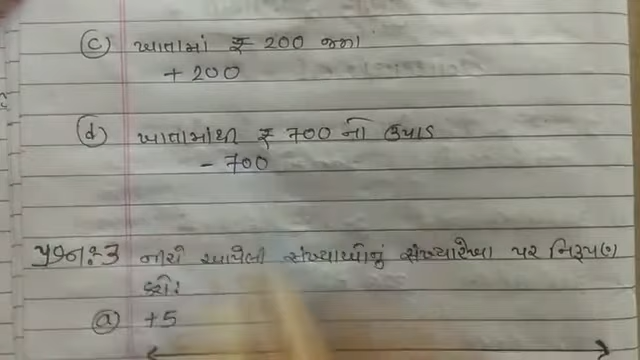 (c) ખાતામાં ₹ 200 જમા
+ 200
(d) ખાતામાંથી ₹ 700 નો ઉપાડ
- 700
પ્રશ્ન:3 નીચે આપેલી સંખ્યાઓનું સંખ્યારેખા પર નિરૂપણ
કરો:
(a) +5